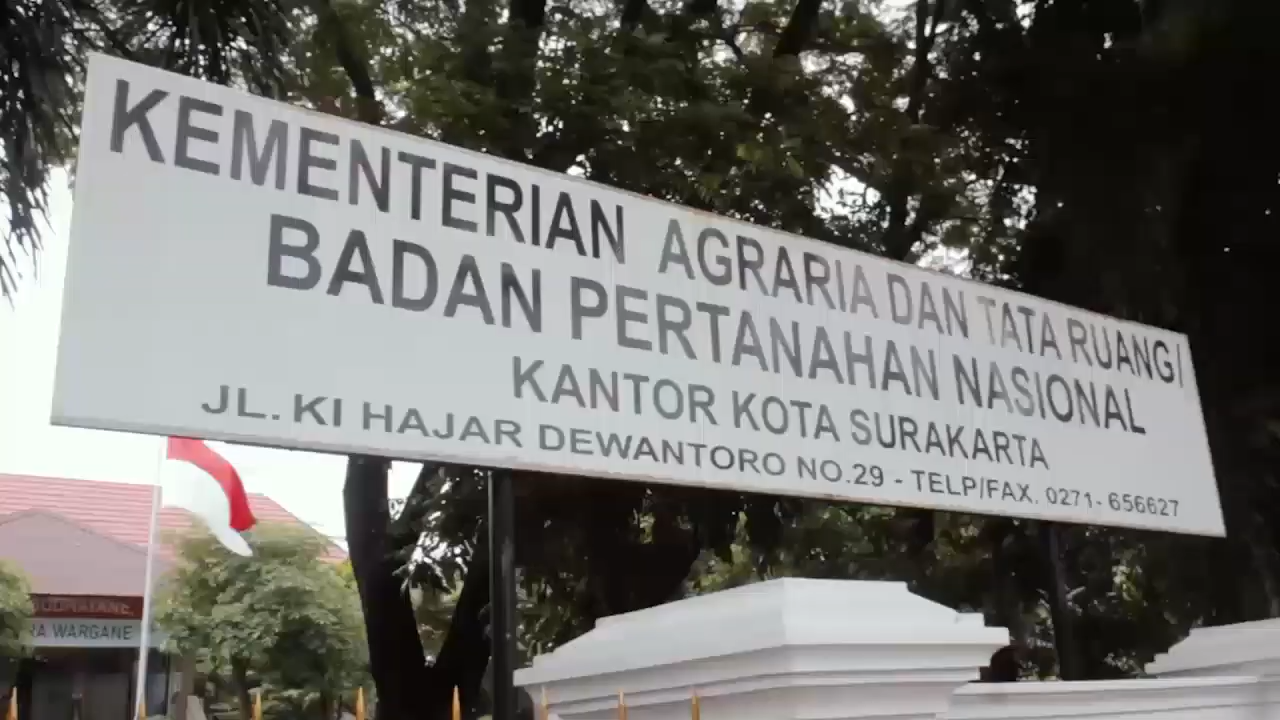 KEMENTERIAN AGRARIA DAN TATA RUANG/
BADAN PERTANAHAN NASIONAL
KANTOR KOTA SURAKARTA
JL. KI HAJAR DEWANTORO NO.29 - TELP/FAX. 0271- 656627
WARGANE